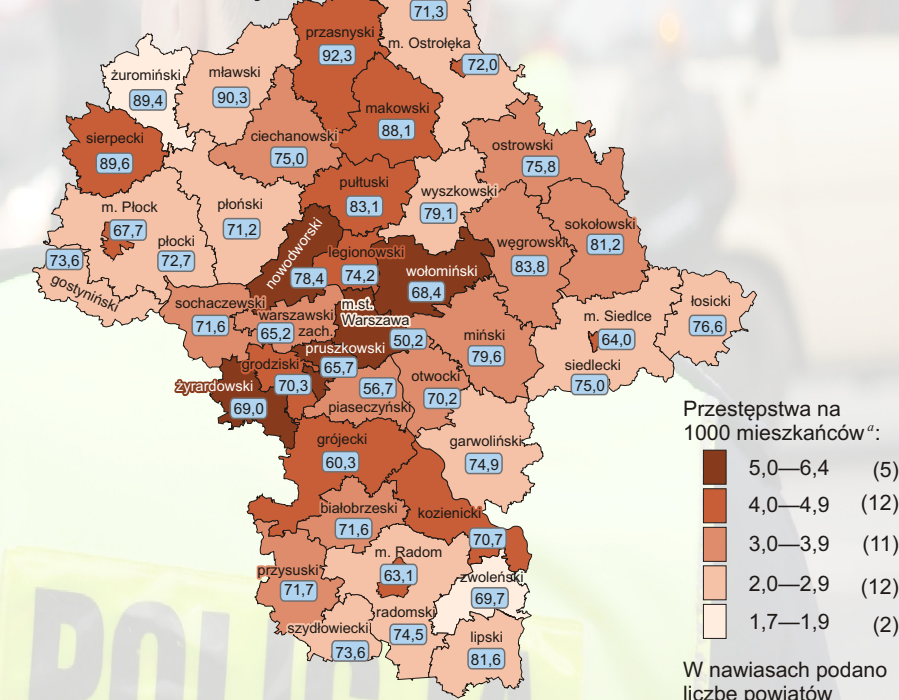 71,3
przasnyski
92,3
m. Ostrołęka
72,0
żuromiński
89,4
mławski
90,3
makowski
88,1
sierpecki
89,6
ciechanowski
75,0
ostrowski
75,8
pułtuski
83,1
wyszkowski
79,1
m. Płock
67,7
płoński
71,2
sokołowski
81,2
płocki
72,7
73,6
gostyniński
nowodworski
78,4
legionowski
74,2
wołomiński
68,4
węgrowski
83,8
sochaczewski
71,6
warszawski
zach.
65,2
m.st.
Warszawa
50,2
łosicki
76,6
m. Siedlce
64,0
miński
79,6
pruszkowski
65,7
siedlecki
75,0
grodziski
70,3
żyrardowski
69,0
56,7
piaseczyński
otwocki
70,2
grójecki
60,3
garwoliński
74,9
białobrzeski
71,6
kozienicki
70,7
m. Radom
63,1
przysuski
71,7
zwoleński
69,7
radomski
74,5
szydłowiecki
73,6
lipski
81,6
Przestępstwa na
1000 mieszkańców a:
5,0—6,4 (5)
4,0—4,9 (12)
3,0—3,9 (11)
2,0—2,9 (12)
1,7—1,9 (2)
W nawiasach podano
liczbę powiatów